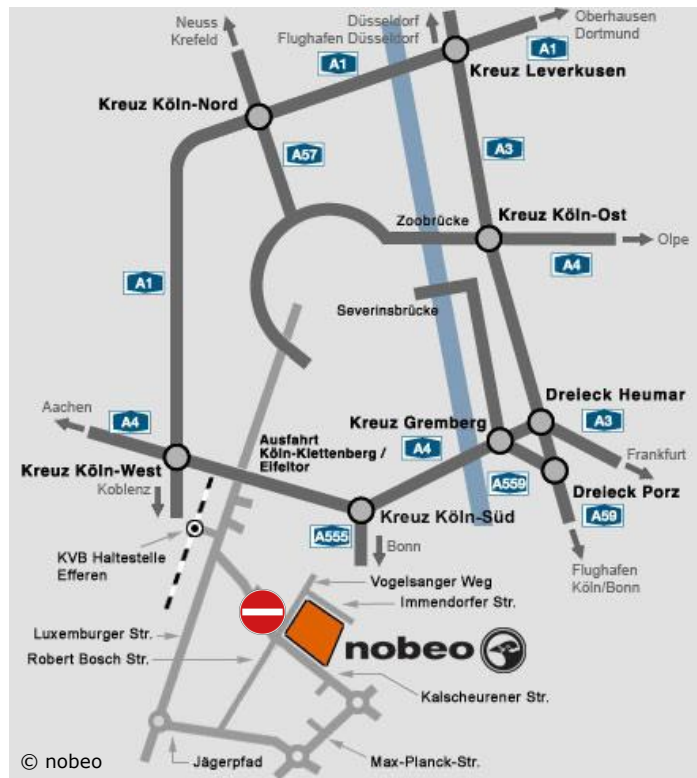 Neuss
Krefeld
Düsseldorf
Flughafen Düsseldorf
Oberhausen
Dortmund
A1
A1
Kreuz Leverkusen
Kreuz Köln-Nord
A57
A3
Zoobrücke
Kreuz Köln-Ost
Olpe
A4
A1
Severinsbrücke
Dreieck Heumar
A3
Aachen
A4
Kreuz Gremberg
A4
Ausfahrt
Köln-Klettenberg /
Eifeltor
Frankfurt
Kreuz Köln-West
Koblenz
A559
Dreieck Porz
A59
Kreuz Köln-Süd
A555
Bonn
KVB Haltestelle
Efferen
Flughafen
Köln/Bonn
Vogelsanger Weg
Immendorfer Str.
Luxemburger Str.
nobeo
Robert Bosch Str.
Kalscheurener Str.
Jägerpfad
Max-Planck-Str.
© nobeo